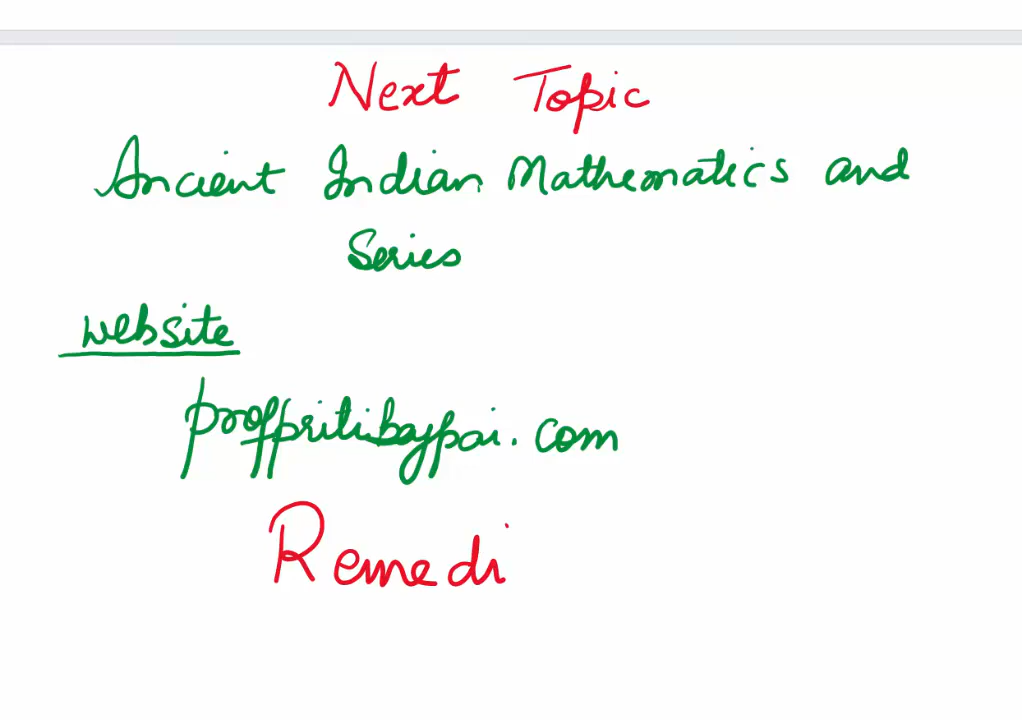 Next Topic
Ancient Indian Mathematics and
Series
website
profpritibajpai.com
Remedi